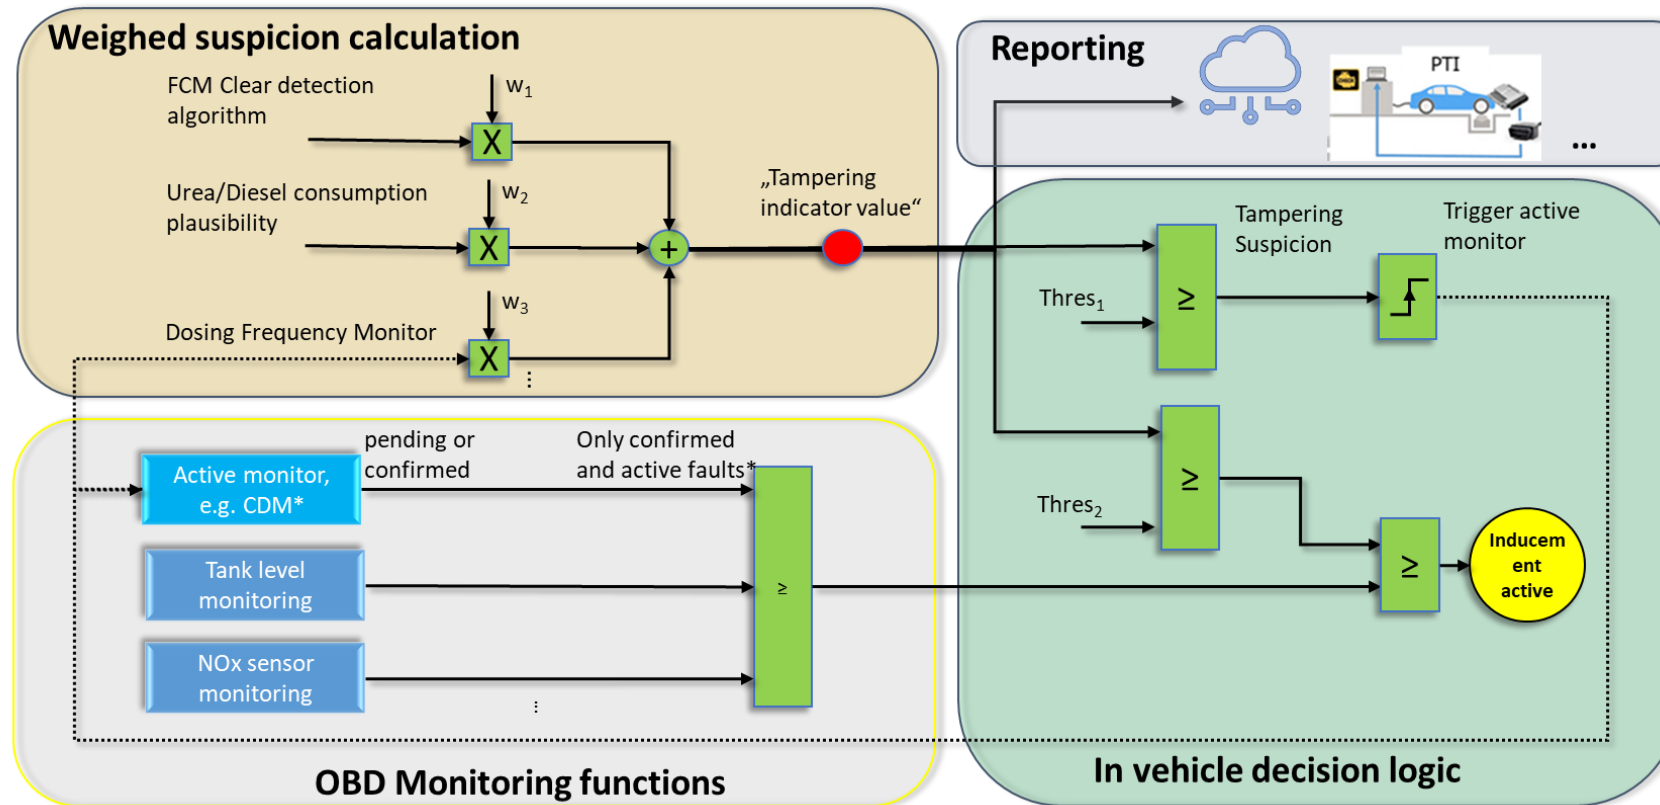 Weighed suspicion calculation
FCM Clear detection
algorithm
w1
X
Urea/Diesel consumption
plausibility
w2
X
+
„Tampering
indicator value“
Dosing Frequency Monitor
w3
X
...
Reporting
CHECK
PTI
...
Tampering
Suspicion
Trigger active
monitor
Thres1
≥
Thres2
≥
≥
Inducem
ent
active
In vehicle decision logic
pending or
confirmed
Only confirmed
and active faults*
Active monitor,
e.g. CDM*
Tank level
monitoring
NOx sensor
monitoring
...
≥
OBD Monitoring functions